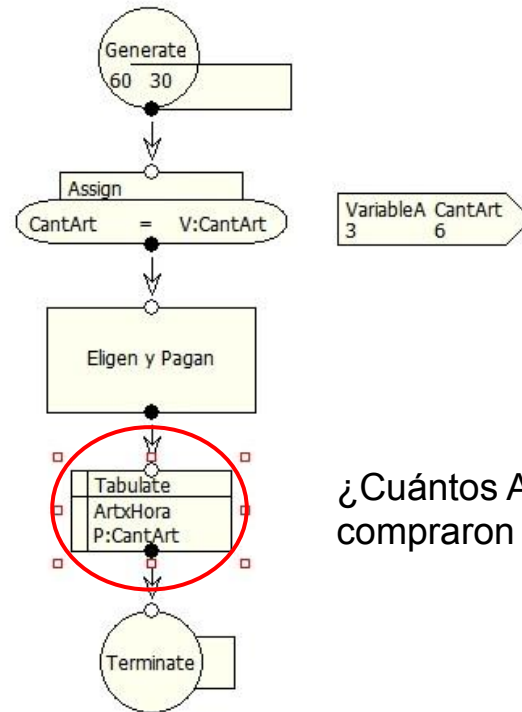 Generate
60 30
Assign
CantArt = V:CantArt
VariableA CantArt
3 6
Eligen y Pagan
Tabulate
ArtxHora
P:CantArt
¿Cuántos
compraron
Terminate